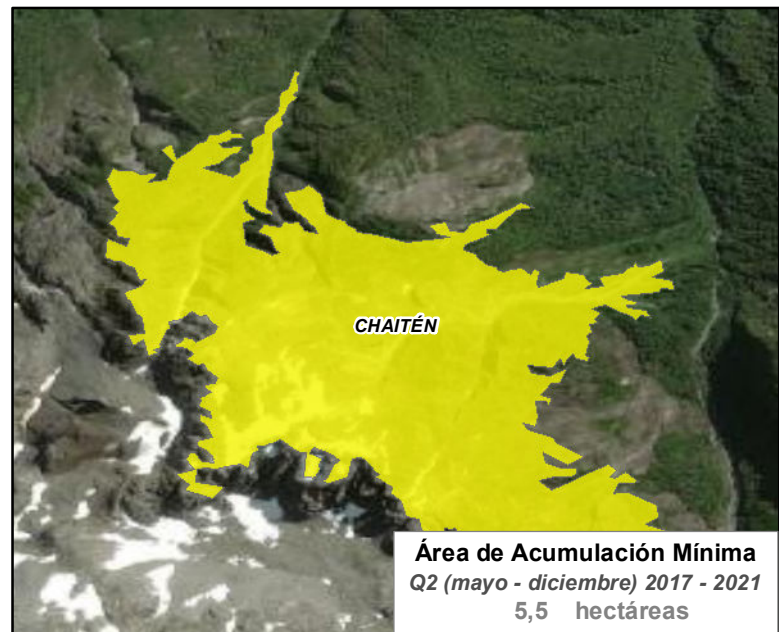 CHAITÉN
Área de Acumulación Mínima
Q2 (mayo - diciembre) 2017 - 2021
5,5 hectáreas